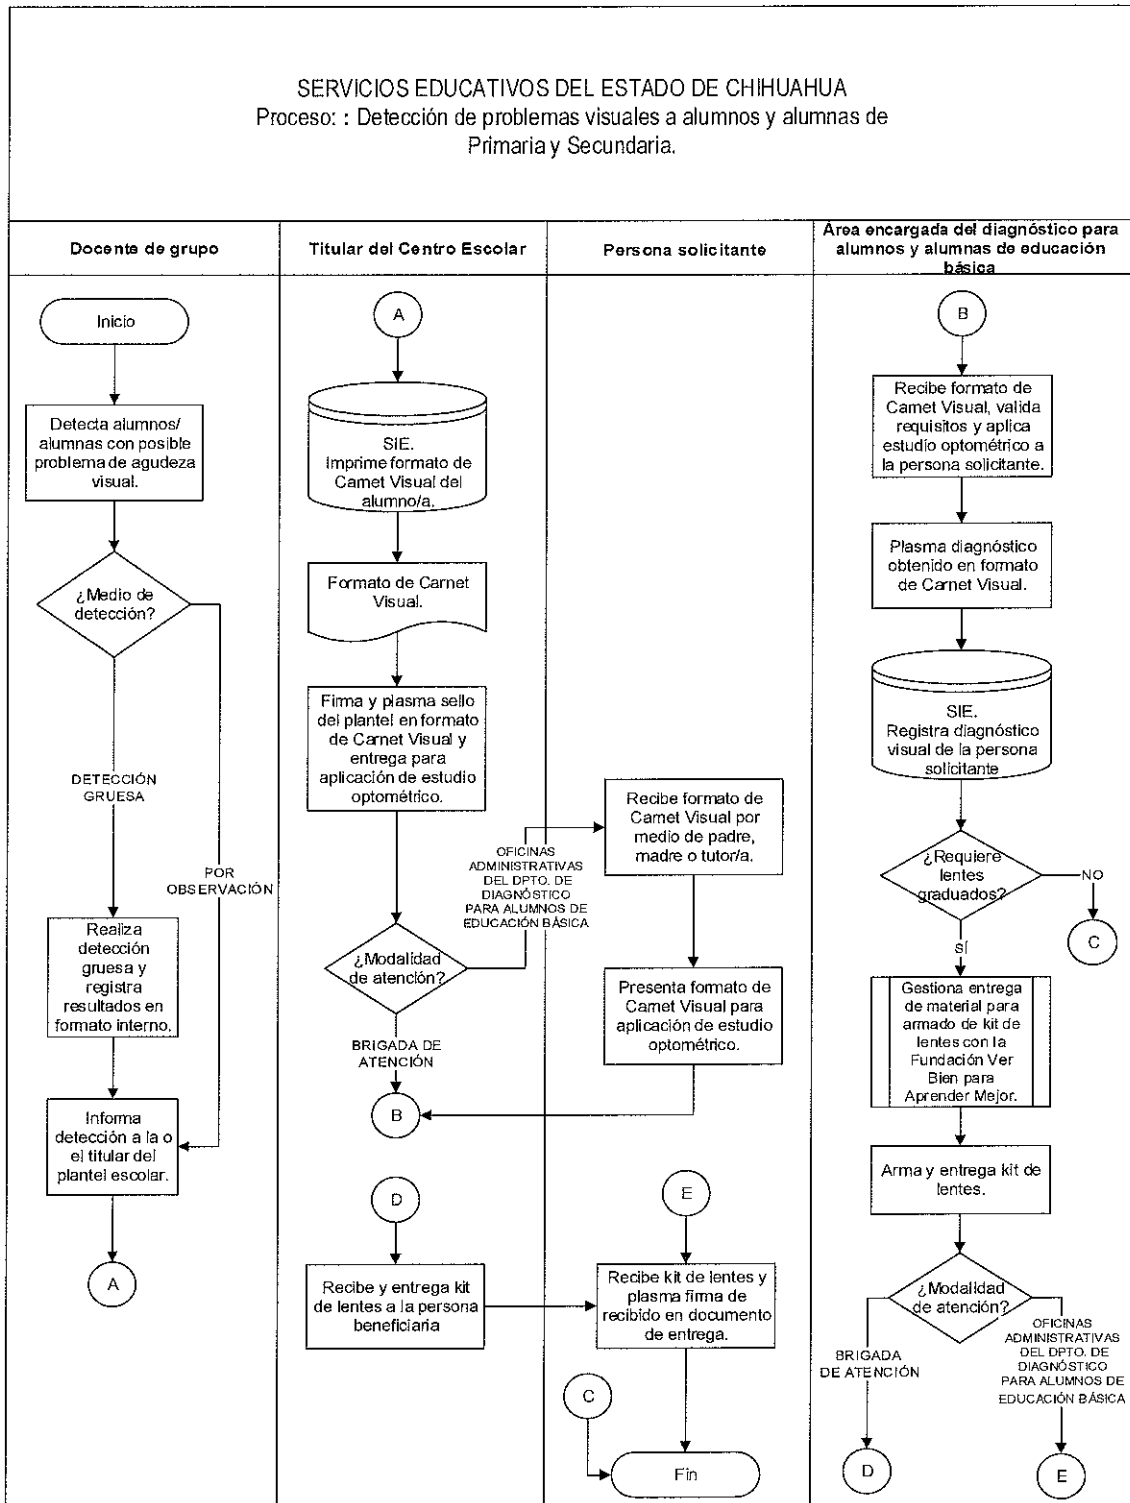 SERVICIOS EDUCATIVOS DEL ESTADO DE CHIHUAHUA
Proceso: : Detección de problemas visuales a alumnos y alumnas de
Primaria y Secundaria.
Docente de grupo
Titular del Centro Escolar
Persona solicitante
Área encargada del diagnóstico para
alumnos y alumnas de educación
básica
Inicio
Detecta alumnos/
alumnas con posible
problema de agudeza
visual.
¿Medio de
detección?
DETECCIÓN
GRUESA
POR
OBSERVACIÓN
Realiza
detección
gruesa y
registra
resultados en
formato interno.
Informa
detección a la o
el titular del
plantel escolar.
A
A
SIE.
Imprime formato de
Carnet Visual del
alumno/a.
Formato de Carnet
Visual.
Firma y plasma sello
del plantel en formato
de Carnet Visual y
entrega para
aplicación de estudio
optométrico.
¿Modalidad
de atención?
OFICINAS
ADMINISTRATIVAS
DEL DPTO. DE
DIAGNÓSTICO
PARA ALUMNOS DE
EDUCACIÓN BÁSICA
BRIGADA DE
ATENCIÓN
B
D
Recibe y entrega kit
de lentes a la persona
beneficiaria
Recibe formato de
Carnet Visual por
medio de padre,
madre o tutor/a.
Presenta formato de
Carnet Visual para
aplicación de estudio
optométrico.
E
Recibe kit de lentes y
plasma firma de
recibido en documento
de entrega.
C
Fin
B
Recibe formato de
Carnet Visual, valida
requisitos y aplica
estudio optométrico a
la persona solicitante.
Plasma diagnóstico
obtenido en formato
de Carnet Visual.
SIE.
Registra diagnóstico
visual de la persona
solicitante
¿Requiere
lentes
graduados?
NO
C
SÍ
Gestiona entrega
de material para
armado de kit de
lentes con la
Fundación Ver
Bien para
Aprender Mejor.
Arma y entrega kit de
lentes.
¿Modalidad
de atención?
BRIGADA
DE ATENCIÓN
OFICINAS
ADMINISTRATIVAS
DEL DPTO. DE
DIAGNÓSTICO
PARA ALUMNOS DE
EDUCACIÓN BÁSICA
D
E